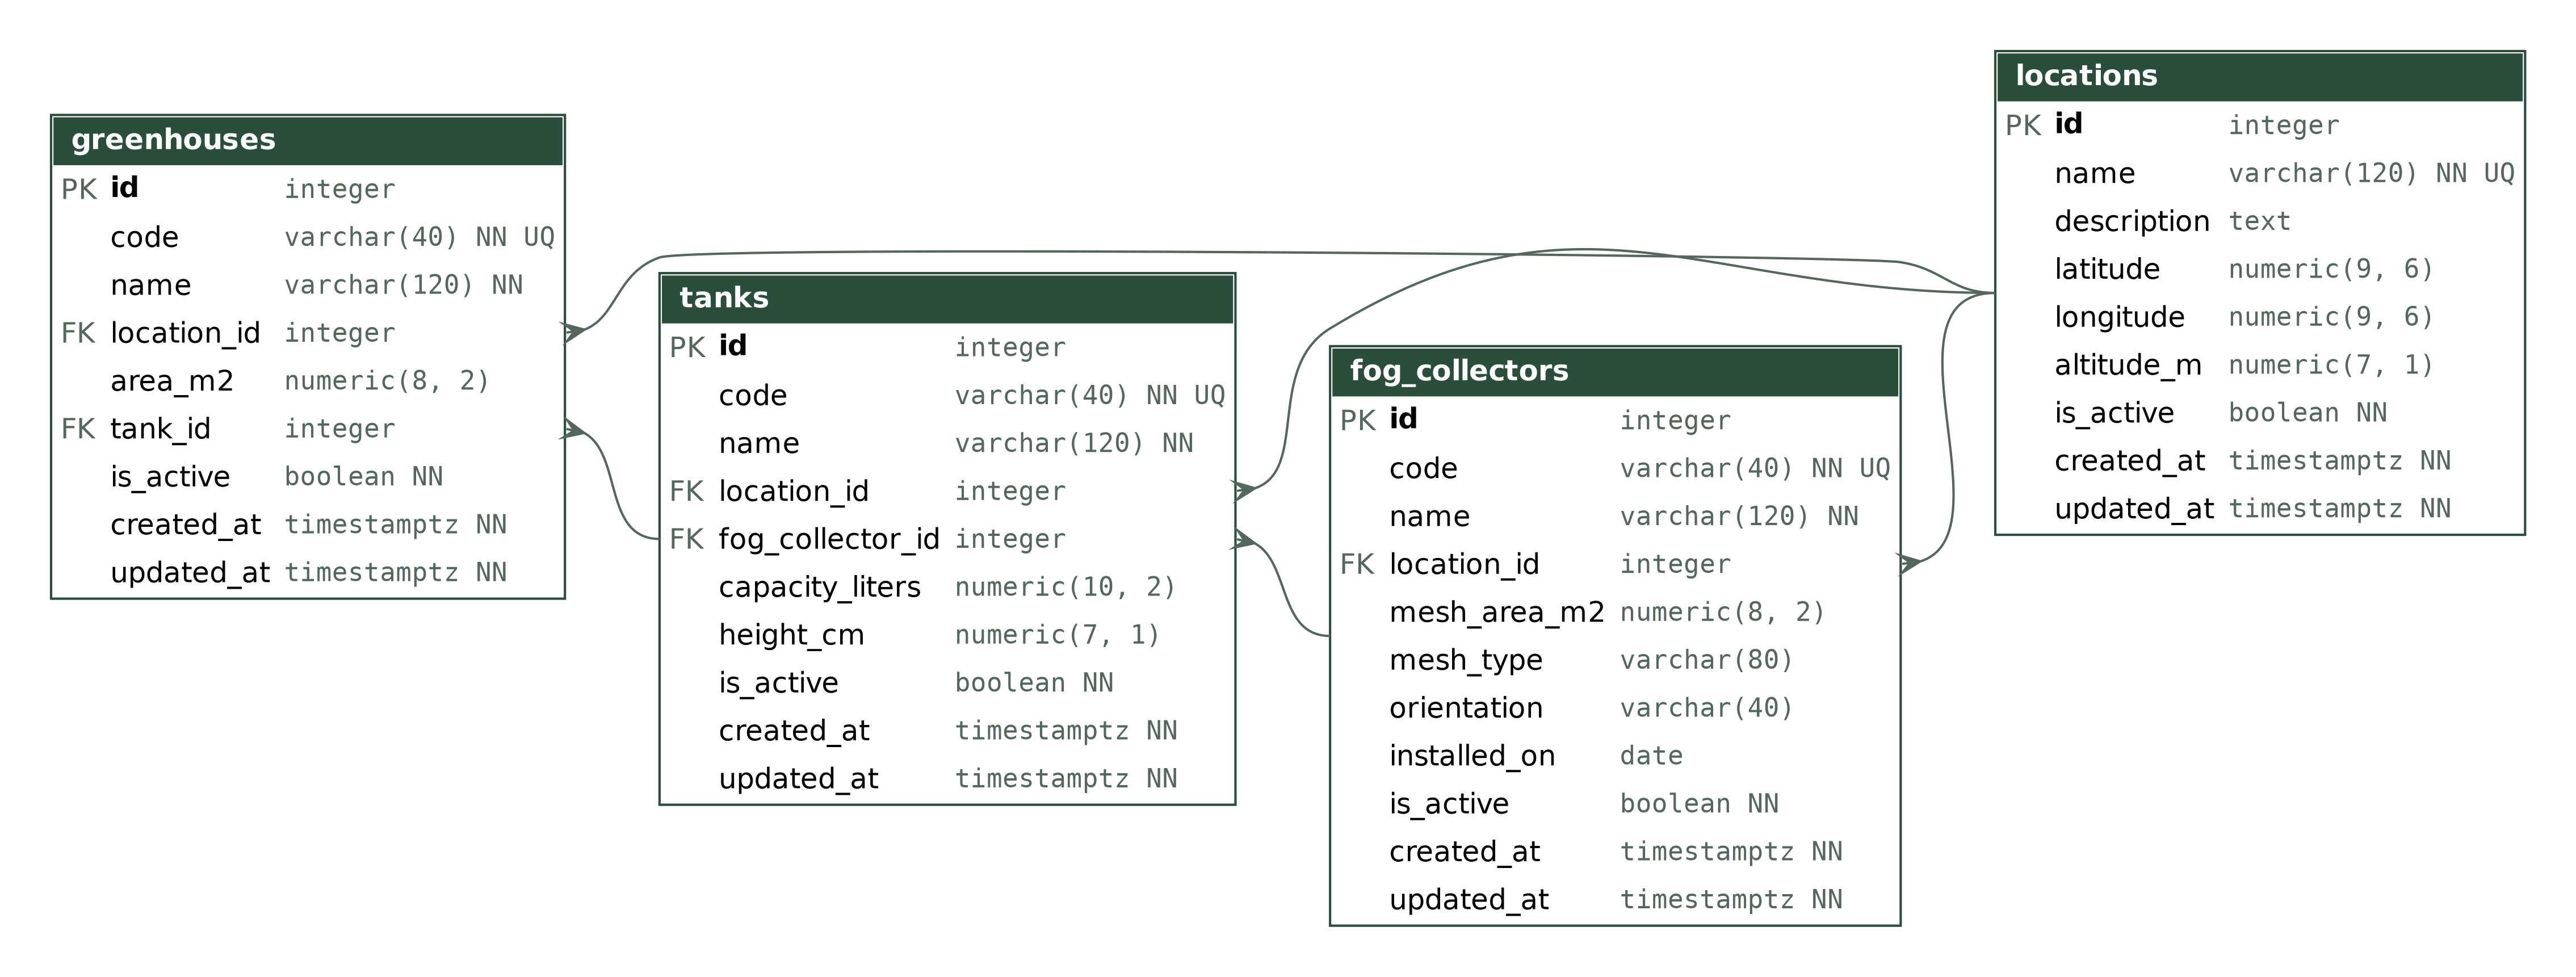 greenhouses
PK id integer
code varchar(40) NN UQ
name varchar(120) NN
FK location_id integer
area_m2 numeric(8, 2)
FK tank_id integer
is_active boolean NN
created_at timestamptz NN
updated_at timestamptz NN
tanks
PK id integer
code varchar(40) NN UQ
name varchar(120) NN
FK location_id integer
FK fog_collector_id integer
capacity_liters numeric(10, 2)
height_cm numeric(7, 1)
is_active boolean NN
created_at timestamptz NN
updated_at timestamptz NN
fog_collectors
PK id integer
code varchar(40) NN UQ
name varchar(120) NN
FK location_id integer
mesh_area_m2 numeric(8, 2)
mesh_type varchar(80)
orientation varchar(40)
installed_on date
is_active boolean NN
created_at timestamptz NN
updated_at timestamptz NN
locations
PK id integer
name varchar(120) NN UQ
description text
latitude numeric(9, 6)
longitude numeric(9, 6)
altitude_m numeric(7, 1)
is_active boolean NN
created_at timestamptz NN
updated_at timestamptz NN